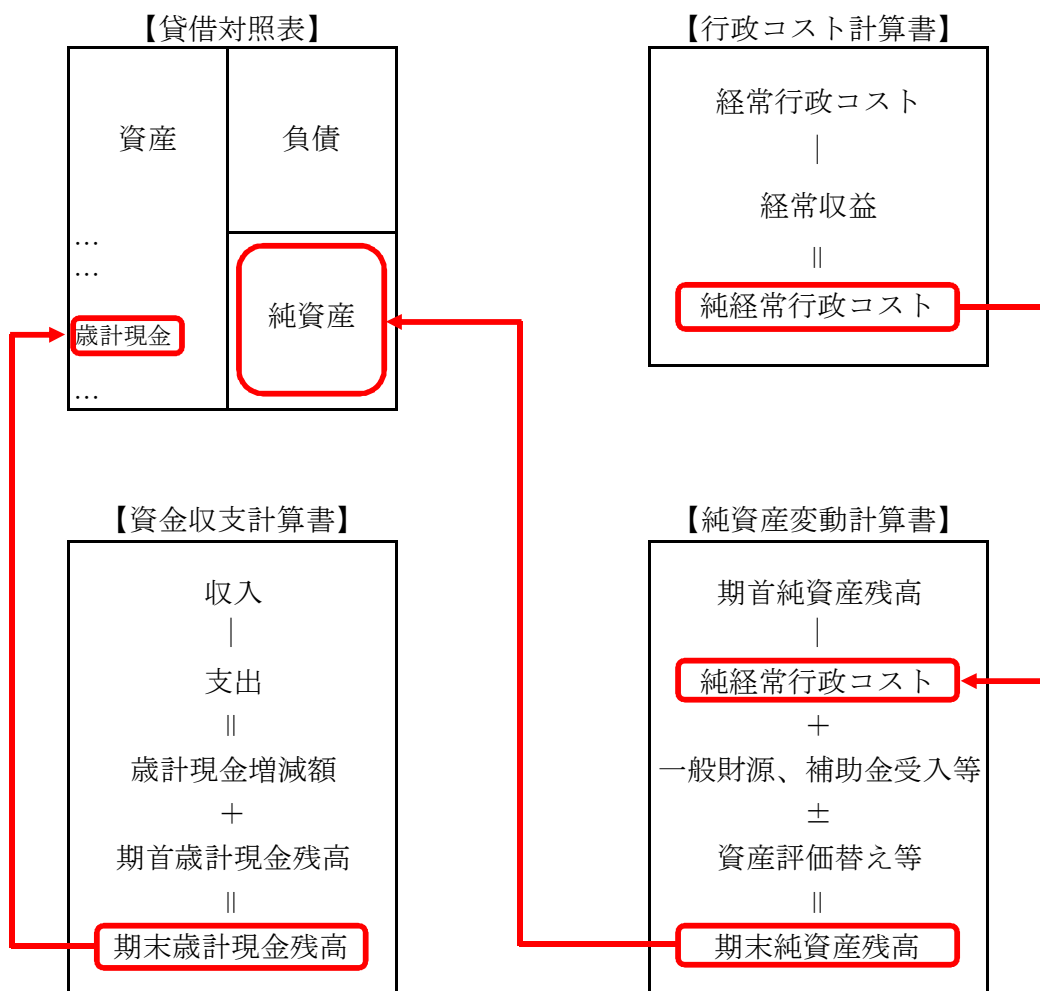 【貸借対照表】
資産
負債
…
…
歳計現金
…
純資産
【行政コスト計算書】
経常行政コスト
｜
経常収益
||
純経常行政コスト
【資金収支計算書】
収入
｜
支出
||
歳計現金増減額
＋
期首歳計現金残高
||
期末歳計現金残高
【純資産変動計算書】
期首純資産残高
｜
純経常行政コスト
＋
一般財源、補助金受入等
±
資産評価替え等
||
期末純資産残高